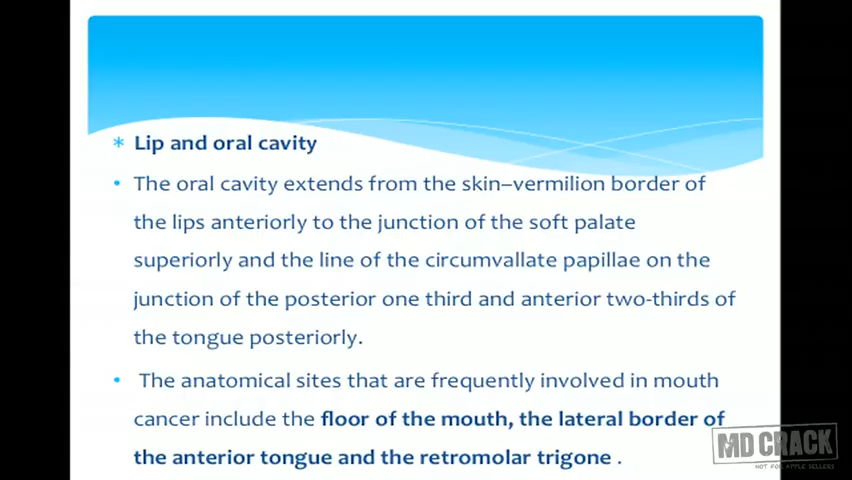 * Lip and oral cavity
• The oral cavity extends from the skin–vermilion border of
the lips anteriorly to the junction of the soft palate
superiorly and the line of the circumvallate papillae on the
junction of the posterior one third and anterior two-thirds of
the tongue posteriorly.
• The anatomical sites that are frequently involved in mouth
cancer include the floor of the mouth, the lateral border of
the anterior tongue and the retromolar trigone .
MD CRACK
NOT FOR APPLE SELLERS